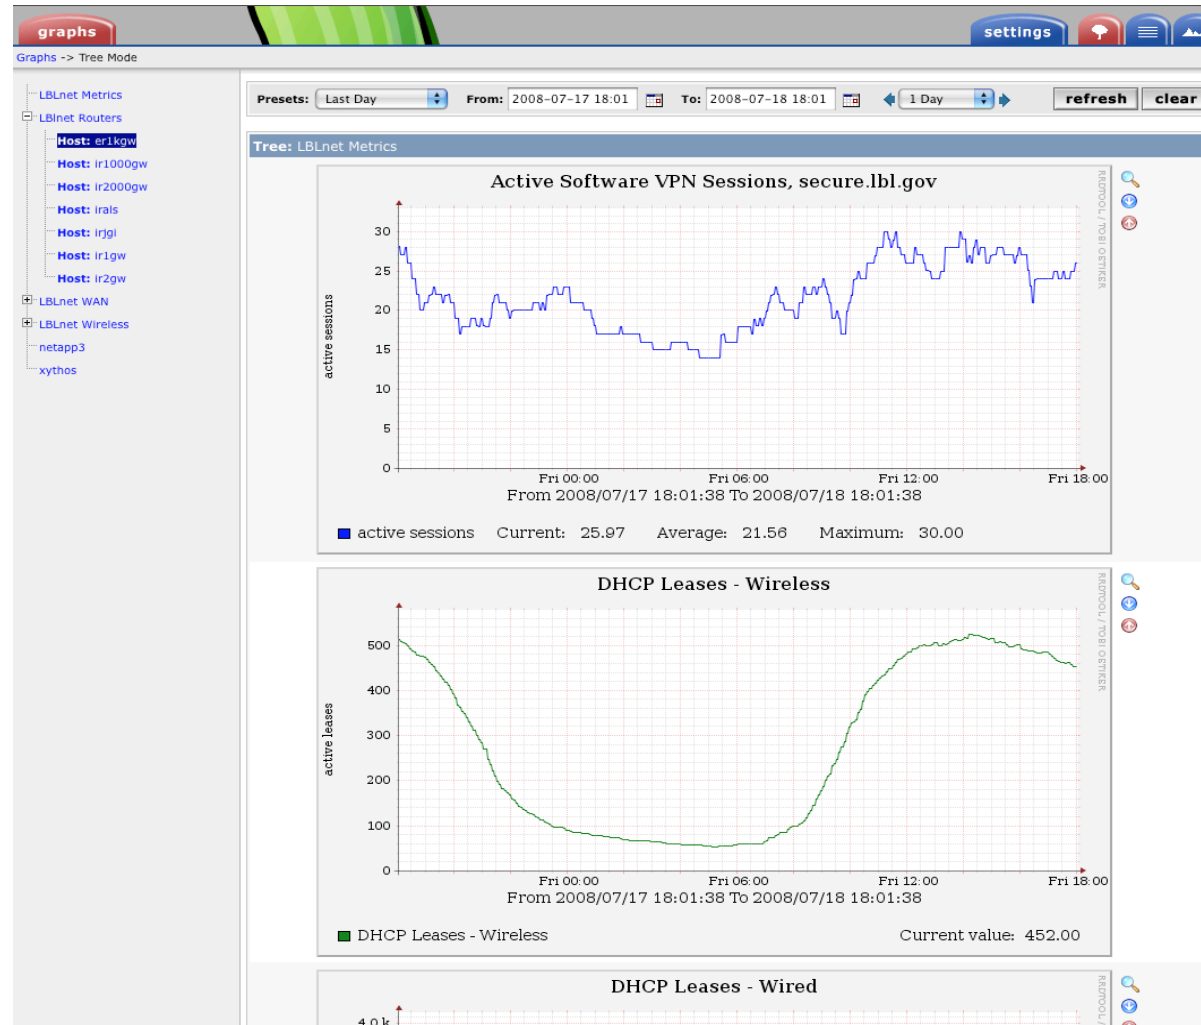 graphs
settings
Graphs -> Tree Mode
LBLnet Metrics
LBlnet Routers
Host: er1kgw
Host: ir1000gw
Host: ir2000gw
Host: irals
Host: irjgi
Host: ir1gw
Host: ir2gw
LBLnet WAN
LBLnet Wireless
netapp3
xythos
Presets: Last Day From: 2008-07-17 18:01 To: 2008-07-18 18:01 1 Day refresh clear
Tree: LBLnet Metrics
Active Software VPN Sessions, secure.lbl.gov
RRDTOOL / TOBI OETIKER
active sessions
30
25
20
15
10
5
0
Fri 00:00 Fri 06:00 Fri 12:00 Fri 18:00
From 2008/07/17 18:01:38 To 2008/07/18 18:01:38
active sessions Current: 25.97 Average: 21.56 Maximum: 30.00
DHCP Leases - Wireless
RRDTOOL / TOBI OETIKER
active leases
500
400
300
200
100
0
Fri 00:00 Fri 06:00 Fri 12:00 Fri 18:00
From 2008/07/17 18:01:38 To 2008/07/18 18:01:38
DHCP Leases - Wireless Current value: 452.00
DHCP Leases - Wired
RRDTOOL /
4.0 k